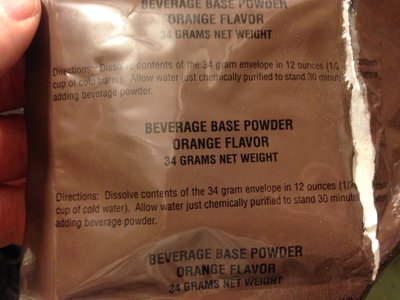 BEVERAGE BASE POWDER
ORANGE FLAVOR
34 GRAMS NET WEIGHT
Directions: Dissolve contents of the 34 gram envelope in 12 ounces canteen
cup of cold water). Allow water just chemically purified to stand 30 before
adding beverage powder.
BEVERAGE BASE POWDER
ORANGE FLAVOR
34 GRAMS NET WEIGHT
Directions: Dissolve contents of the 34 gram envelope in 12 ounces
cup of cold water). Allow water just chemically purified to stand 30
adding beverage powder.
BEVERAGE BASE POWDER
ORANGE FLAVOR
34 GRAMS NET WEIGHT